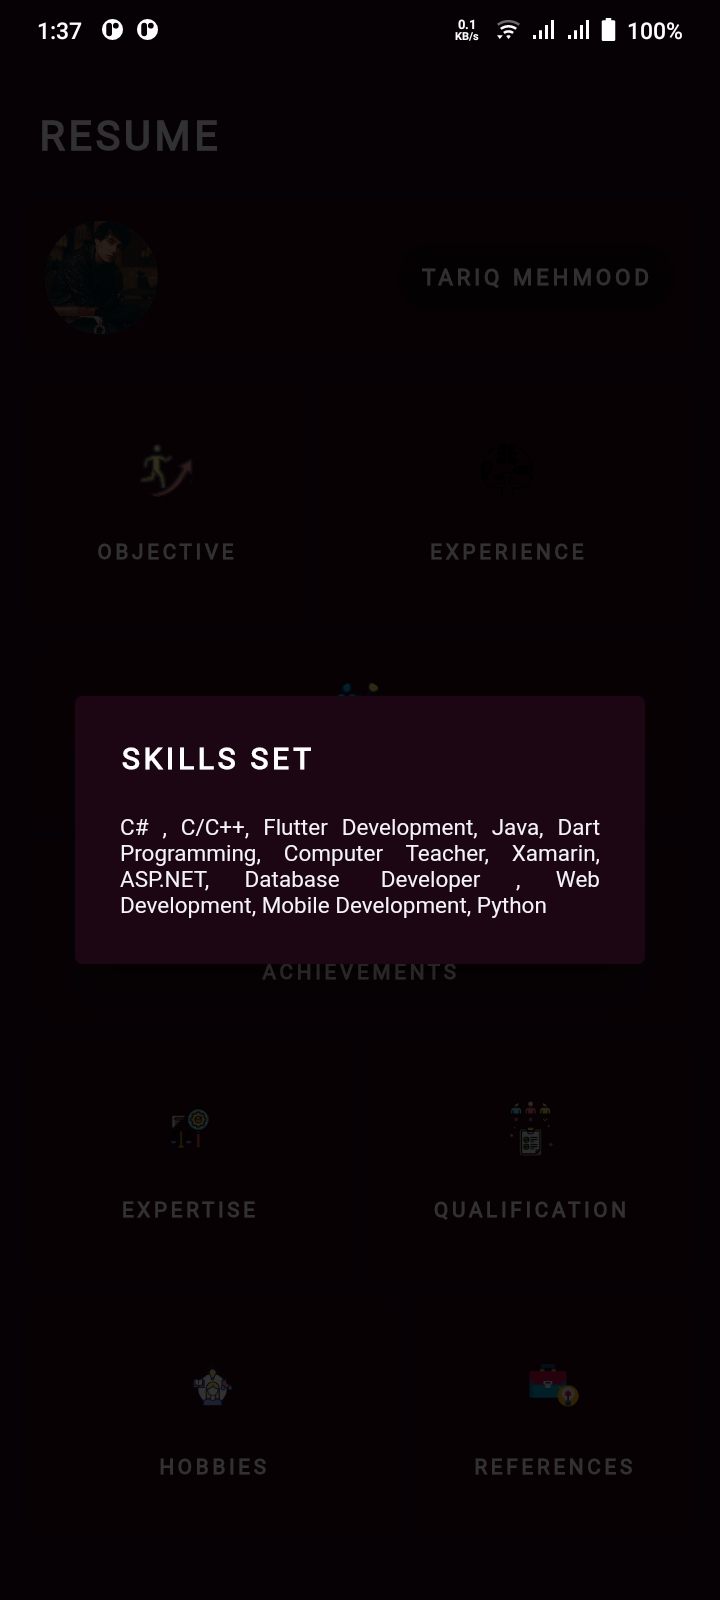 1:37 0.1 KB/s 100%
RESUME
TARIQ MEHMOOD
OBJECTIVE EXPERIENCE
SKILLS SET
C# , C/C++, Flutter Development, Java, Dart
Programming, Computer Teacher, Xamarin,
ASP.NET, Database Developer , Web
Development, Mobile Development, Python
ACHIEVEMENTS
EXPERTISE QUALIFICATION
HOBBIES REFERENCES